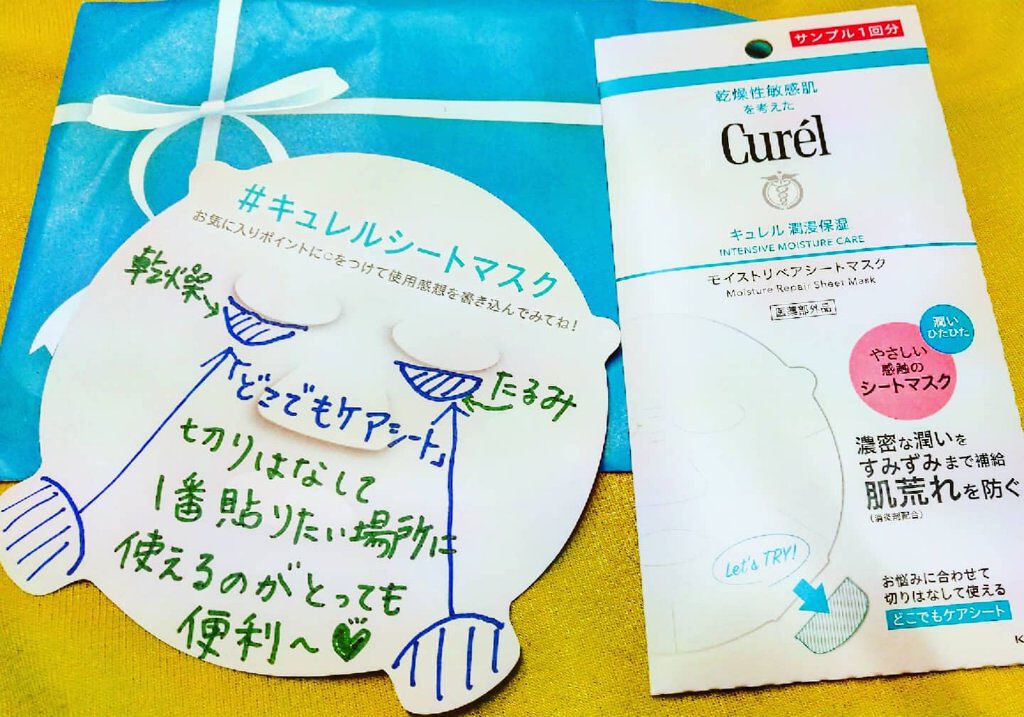 #キュレルシートマスク
お気に入りポイントに○をつけて使用感想を書き込んでみてね!
乾燥
たるみ
「どこでもケアシート」
切りはなして
1番貼りたい場所に
使えるのがとっても
便利〜
サンプル1回分
乾燥性敏感肌
を考えた
Curél
キュレル 潤浸保湿
INTENSIVE MOISTURE CARE
モイストリペアシートマスク
Moisture Repair Sheet Mask
医薬部外品
潤い
ひたひた
やさしい
感触の
シートマスク
濃密な潤いを
すみずみまで補給
肌荒れを防ぐ
(消炎剤配合)
Let's TRY!
お悩みに合わせて
切りはなして使える
どこでもケアシート